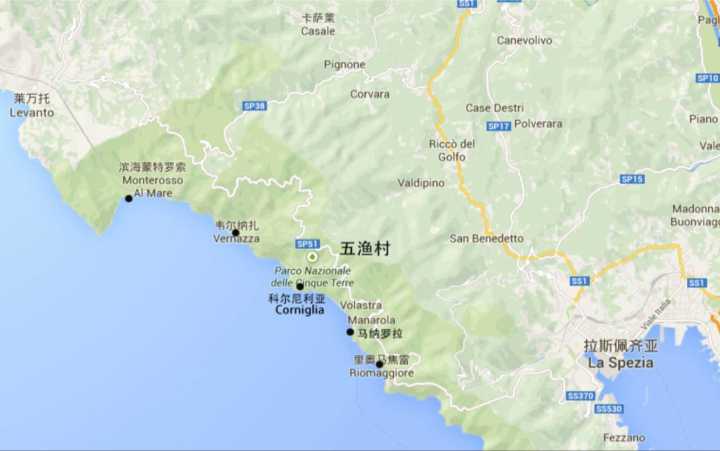 卡萨莱
Casale
SS1
Canevolivo
Pignone
莱万托
Levanto
SP38
Corvara
SP10
Case Destri
SP17
Polverara
Piano
Riccò del
Golfo
滨海蒙特罗索
Monterosso
Al Mare
Valdipino
SP15
Madonna
Buonviagg
韦尔纳扎
Vernazza
SP51
五渔村
San Benedetto
Parco Nazionale
delle Cinque Terre
SS1
SS1
科尔尼利亚
Corniglia
Volastra
Manarola
马纳罗拉
Viale Italia
拉斯佩齐亚
La Spezia
里奥马焦雷
Riomaggiore
SS370
SS530
Fezzano